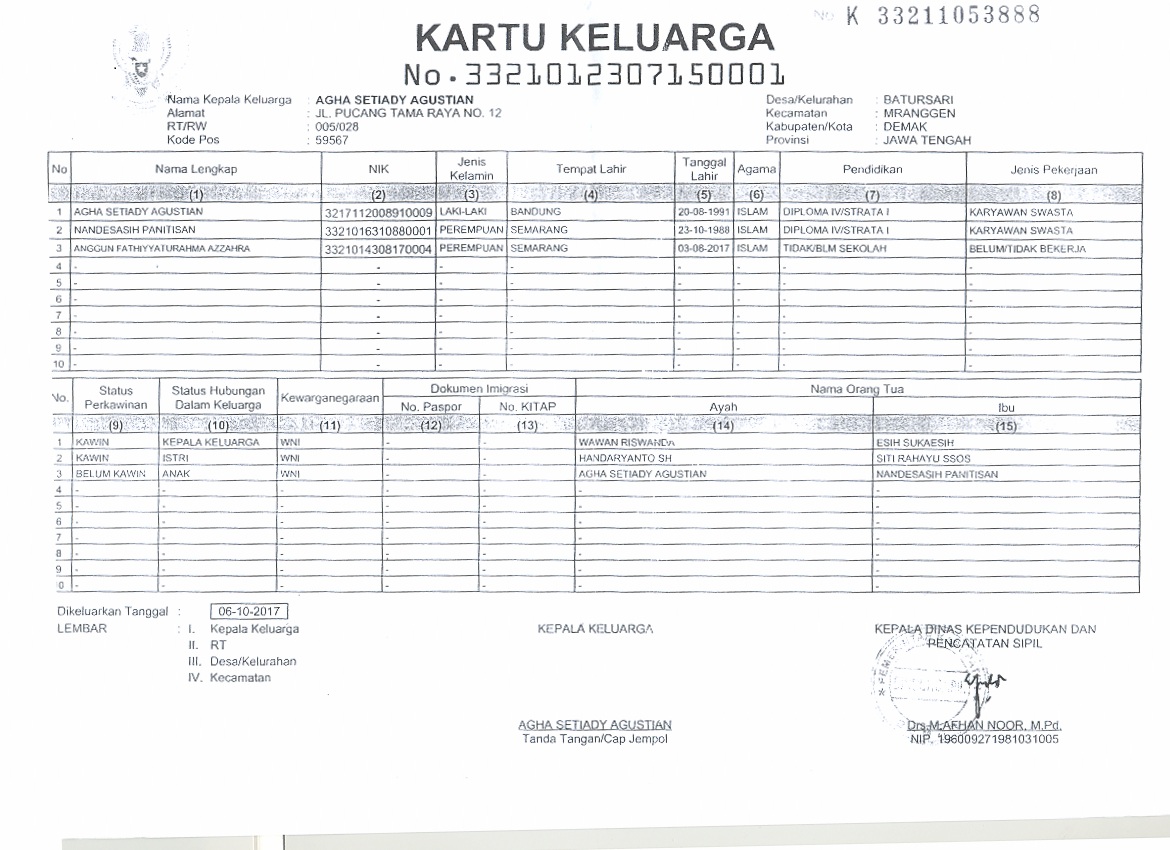 No. K 33211053888
KARTU KELUARGA
No.3321012307150001
Nama Kepala Keluarga : AGHA SETIADY AGUSTIAN
Alamat : JL. PUCANG TAMA RAYA NO. 12
RT/RW : 005/028
Kode Pos : 59567
Desa/Kelurahan : BATURSARI
Kecamatan : MRANGGEN
Kabupaten/Kota : DEMAK
Provinsi : JAWA TENGAH
No Nama Lengkap NIK Jenis Kelamin Tempat Lahir Tanggal Lahir Agama Pendidikan Jenis Pekerjaan
(1) (2) (3) (4) (5) (6) (7) (8)
1 AGHA SETIADY AGUSTIAN 3217112008910009 LAKI-LAKI BANDUNG 20-08-1991 ISLAM DIPLOMA IV/STRATA I KARYAWAN SWASTA
2 NANDESASIH PANITISAN 3321016310880001 PEREMPUAN SEMARANG 23-10-1988 ISLAM DIPLOMA IV/STRATA I KARYAWAN SWASTA
3 ANGGUN FATHIYYATURAHMA AZZAHRA 3321014308170004 PEREMPUAN SEMARANG 03-08-2017 ISLAM TIDAK/BLM SEKOLAH BELUM/TIDAK BEKERJA
4 - - - - - - - -
5 - - - - - - - -
6 - - - - - - - -
7 - - - - - - - -
8 - - - - - - - -
9 - - - - - - - -
10 - - - - - - - -
No. Status Perkawinan Status Hubungan Dalam Keluarga Kewarganegaraan Dokumen Imigrasi Nama Orang Tua
No. Paspor No. KITAP Ayah Ibu
(9) (10) (11) (12) (13) (14) (15)
1 KAWIN KEPALA KELUARGA WNI - - WAWAN RISWANDA ESIH SUKAESIH
2 KAWIN ISTRI WNI - - HANDARYANTO SH SITI RAHAYU SSOS
3 BELUM KAWIN ANAK WNI - - AGHA SETIADY AGUSTIAN NANDESASIH PANITISAN
4 - - - - - - -
5 - - - - - - -
6 - - - - - - -
7 - - - - - - -
8 - - - - - - -
9 - - - - - - -
0 - - - - - - -
Dikeluarkan Tanggal : 06-10-2017
LEMBAR : I. Kepala Keluarga
II. RT
III. Desa/Kelurahan
IV. Kecamatan
KEPALA KELUARGA
AGHA SETIADY AGUSTIAN
Tanda Tangan/Cap Jempol
KEPALA DINAS KEPENDUDUKAN DAN
PENCATATAN SIPIL
Drs.M.AFHAN NOOR, M.Pd.
NIP. 196009271981031005